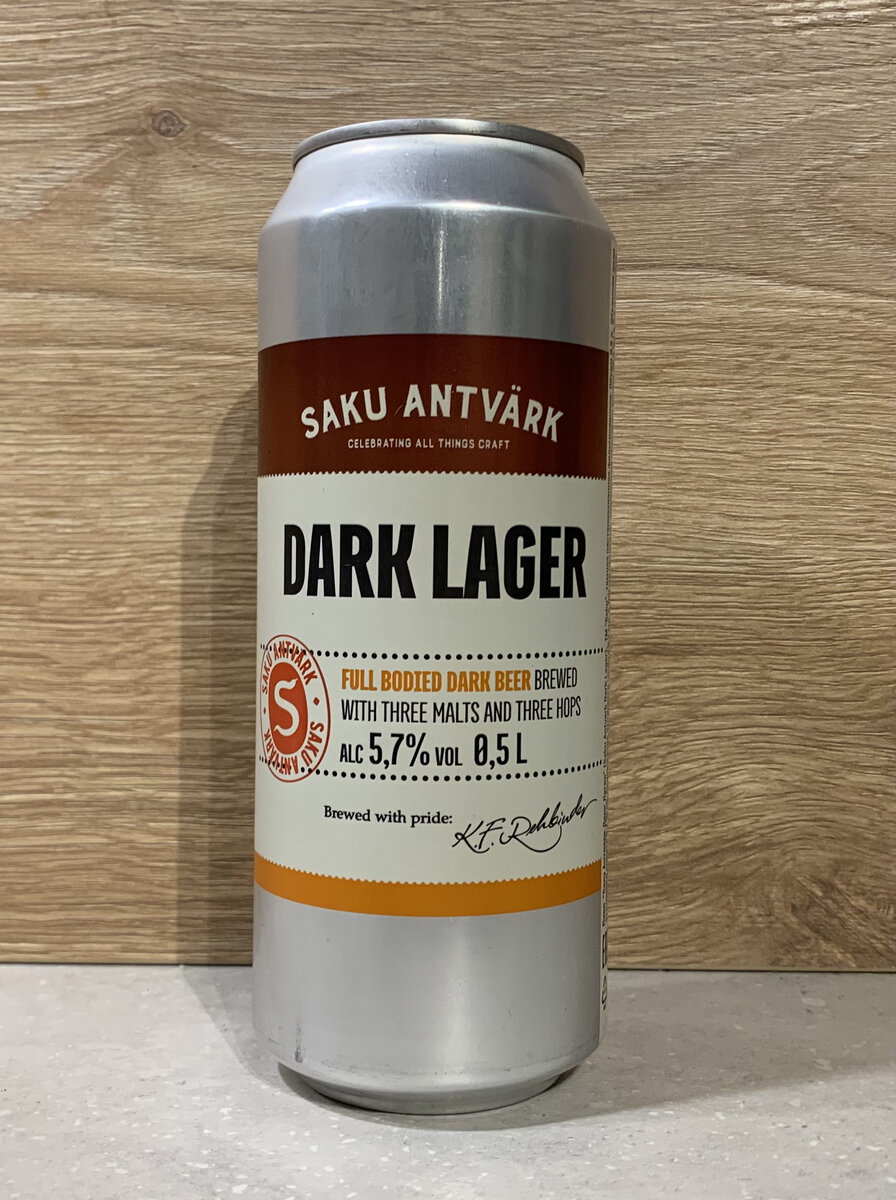 SAKU ANTVÄRK
CELEBRATING ALL THINGS CRAFT
DARK LAGER
SAKU ANTVÄRK • SAKU ANTVÄRK •
S
FULL BODIED DARK BEER BREWED
WITH THREE MALTS AND THREE HOPS
ALC 5,7% VOL 0,5 L
Brewed with pride:
K.F. Rehbinder